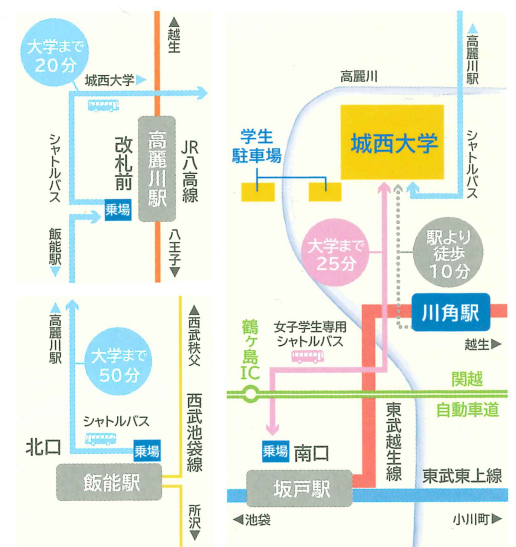 大学まで
20分
▲越生
城西大学▶
シャトルバス
改札前
高麗川駅
JR八高線
乗場
飯能駅▼
八王子▼
▲高麗川駅
大学まで
50分
シャトルバス
北口
乗場
飯能駅
▲西武秩父
西武池袋線
所沢▼
▲高麗川駅
高麗川
シャトルバス
学生
駐車場
城西大学
大学まで
25分
駅より
徒歩
10分
川角駅
越生▶
女子学生専用
シャトルバス
鶴ヶ島
IC
関越
自動車道
東武越生線
乗場
南口
坂戸駅
東武東上線
◀池袋
小川町▶